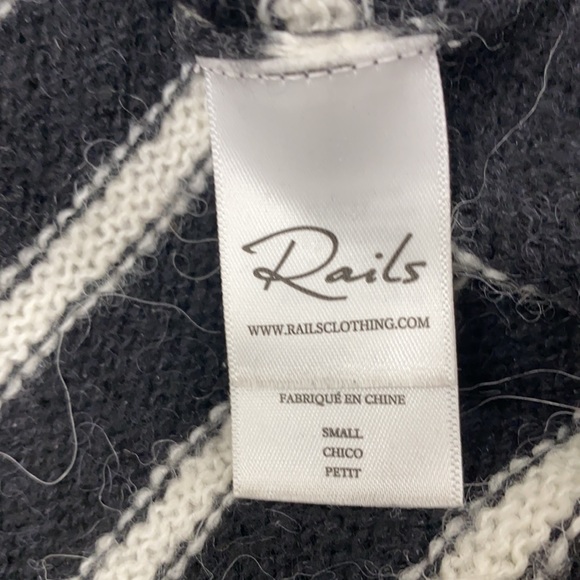 Rails
WWW.RAILSCLOTHING.COM
FABRIQUÉ EN CHINE
SMALL
CHICO
PETIT